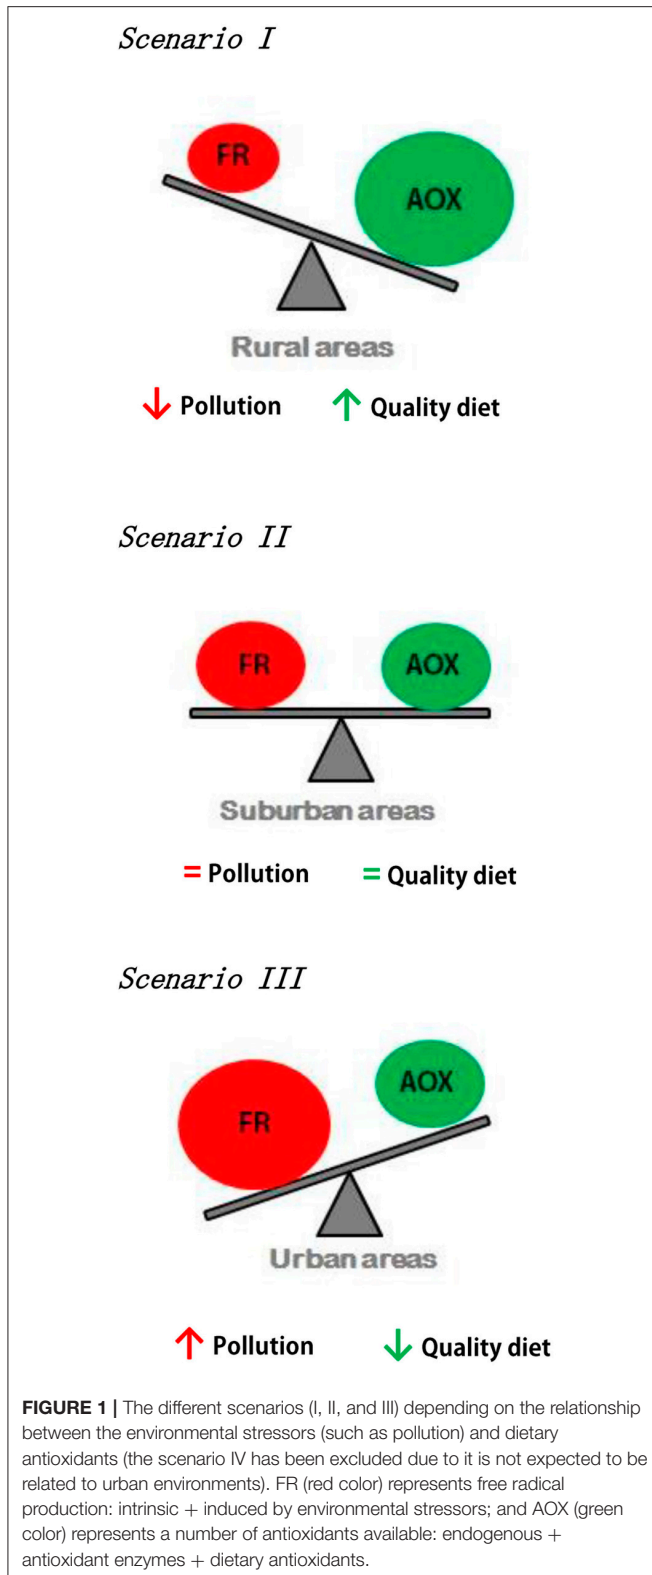 Scenario I
FR
AOX
Rural areas
↓ Pollution ↑ Quality diet
Scenario II
FR
AOX
Suburban areas
= Pollution = Quality diet
Scenario III
FR
AOX
Urban areas
↑ Pollution ↓ Quality diet
FIGURE 1 | The different scenarios (I, II, and III) depending on the relationship
between the environmental stressors (such as pollution) and dietary
antioxidants (the scenario IV has been excluded due to it is not expected to be
related to urban environments). FR (red color) represents free radical
production: intrinsic + induced by environmental stressors; and AOX (green
color) represents a number of antioxidants available: endogenous +
antioxidant enzymes + dietary antioxidants.